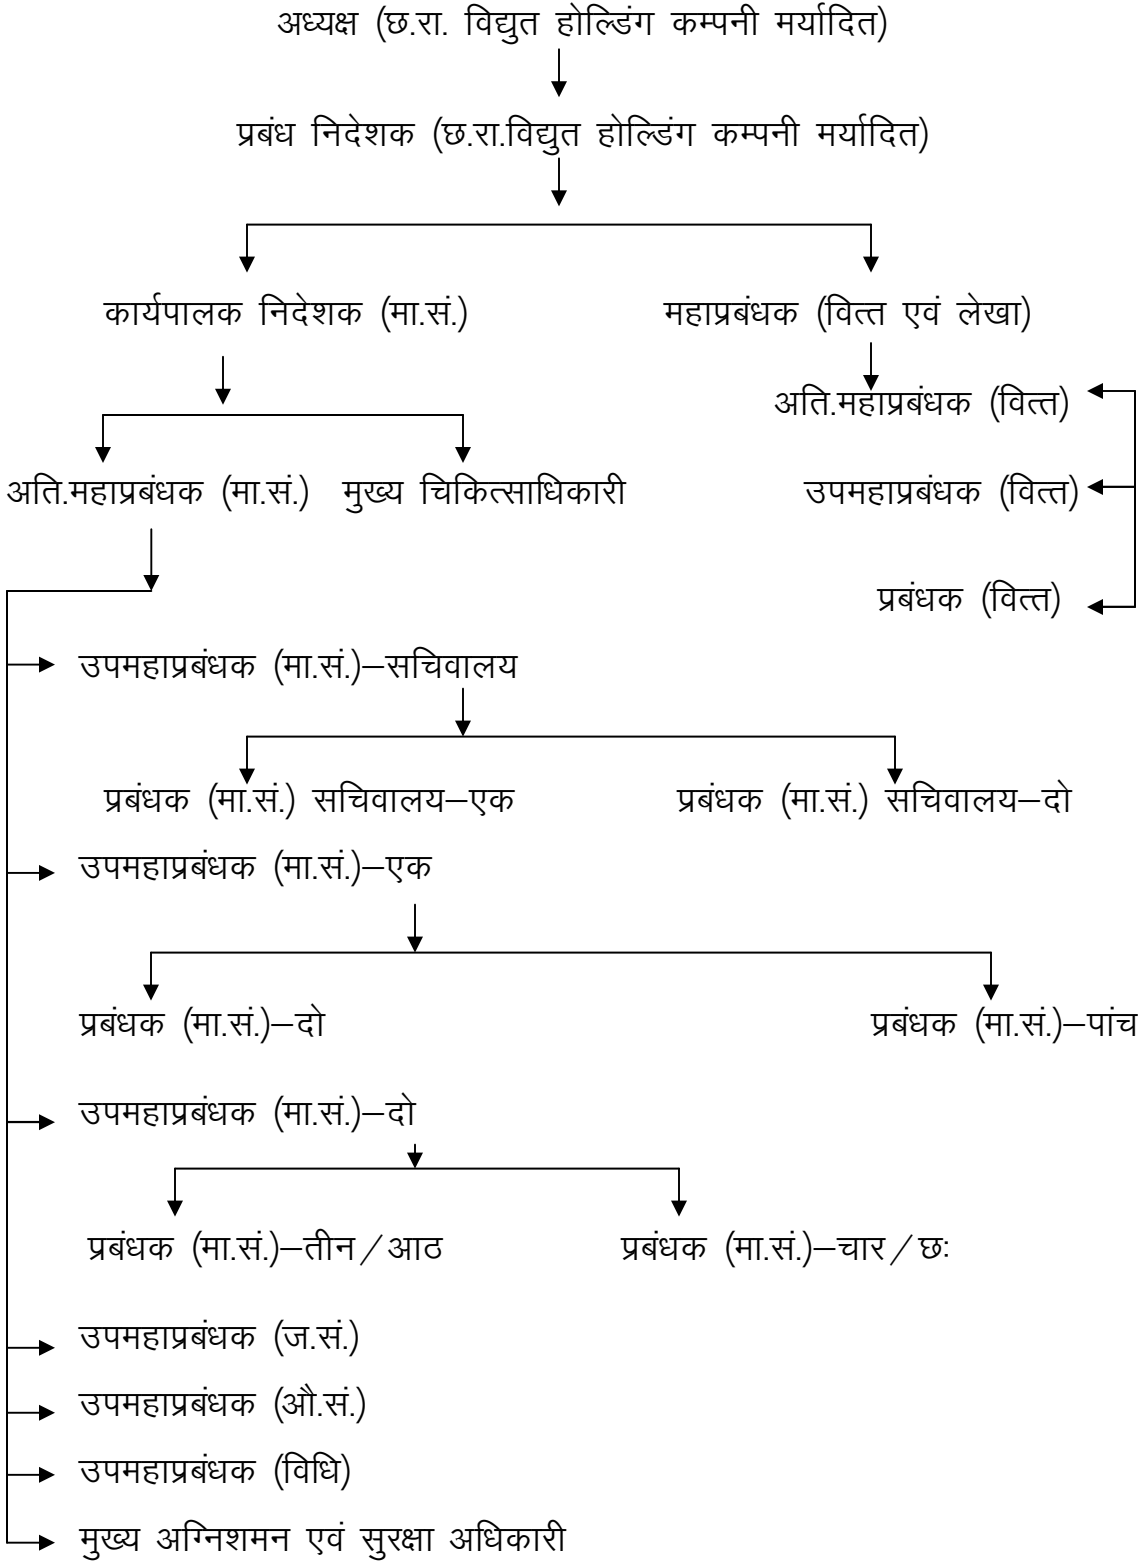 अध्यक्ष (छ.रा. विद्युत होल्डिंग कम्पनी मर्यादित)
प्रबंध निदेशक (छ.रा.विद्युत होल्डिंग कम्पनी मर्यादित)
कार्यपालक निदेशक (मा.सं.) महाप्रबंधक (वित्त एवं लेखा)
अति.महाप्रबंधक (वित्त)
अति.महाप्रबंधक (मा.सं.) मुख्य चिकित्साधिकारी उपमहाप्रबंधक (वित्त)
प्रबंधक (वित्त)
उपमहाप्रबंधक (मा.सं.)–सचिवालय
प्रबंधक (मा.सं.) सचिवालय–एक प्रबंधक (मा.सं.) सचिवालय–दो
उपमहाप्रबंधक (मा.सं.)–एक
प्रबंधक (मा.सं.)–दो प्रबंधक (मा.सं.)–पांच
उपमहाप्रबंधक (मा.सं.)–दो
प्रबंधक (मा.सं.)–तीन/आठ प्रबंधक (मा.सं.)–चार/छः
उपमहाप्रबंधक (ज.सं.)
उपमहाप्रबंधक (औ.सं.)
उपमहाप्रबंधक (विधि)
मुख्य अग्निशमन एवं सुरक्षा अधिकारी